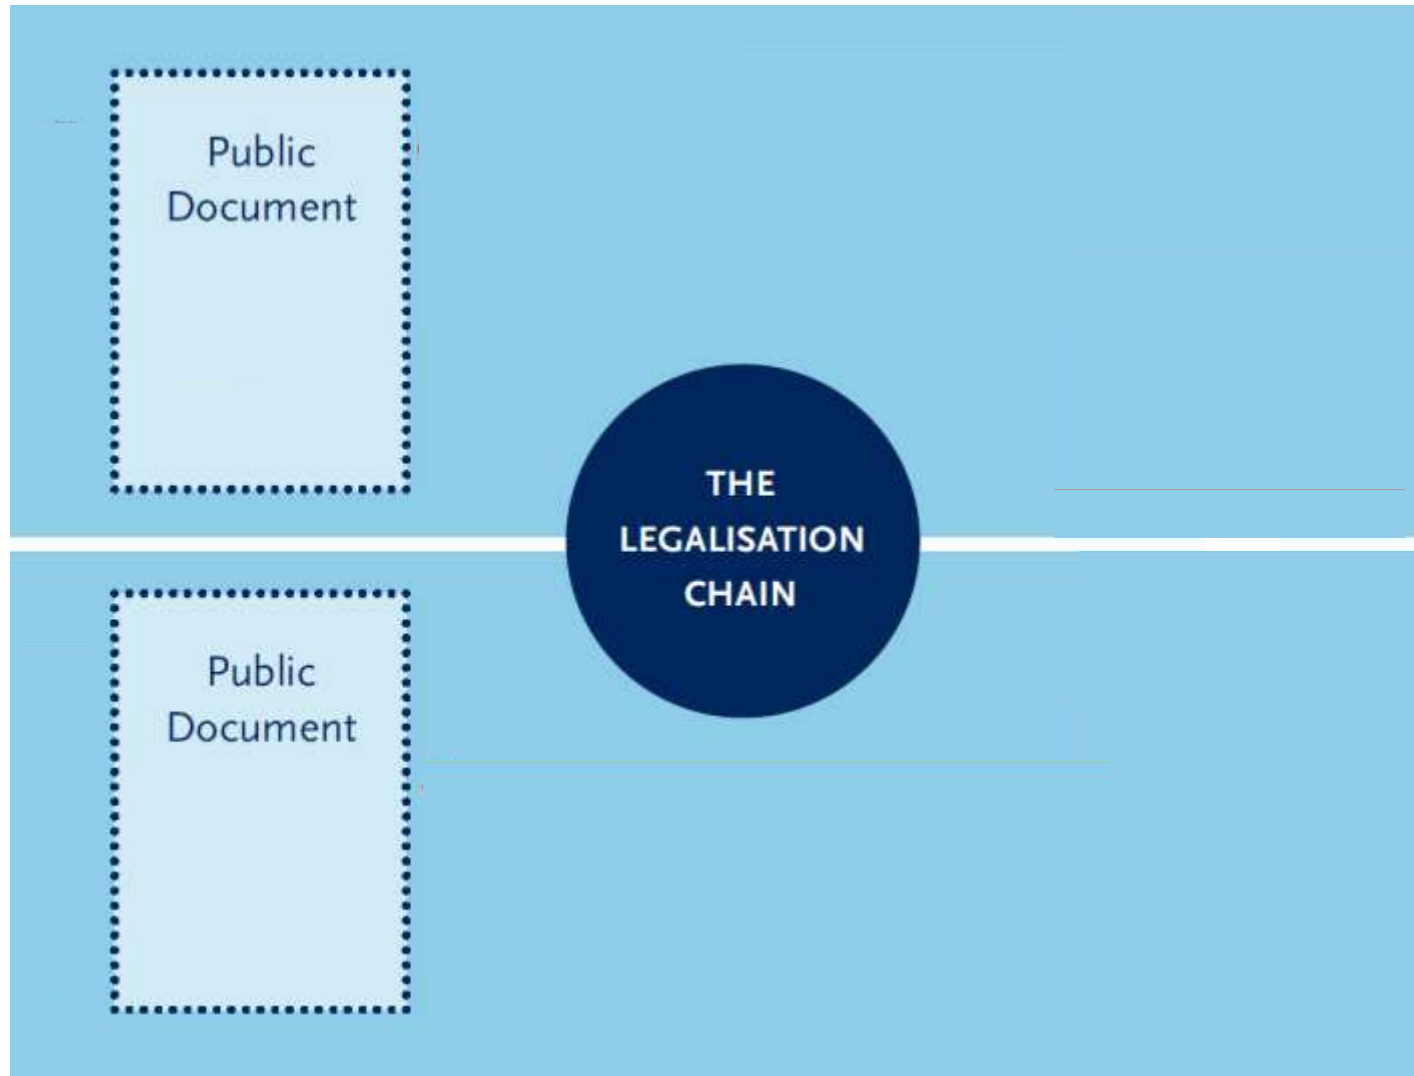 Public
Document
THE
LEGALISATION
CHAIN
Public
Document